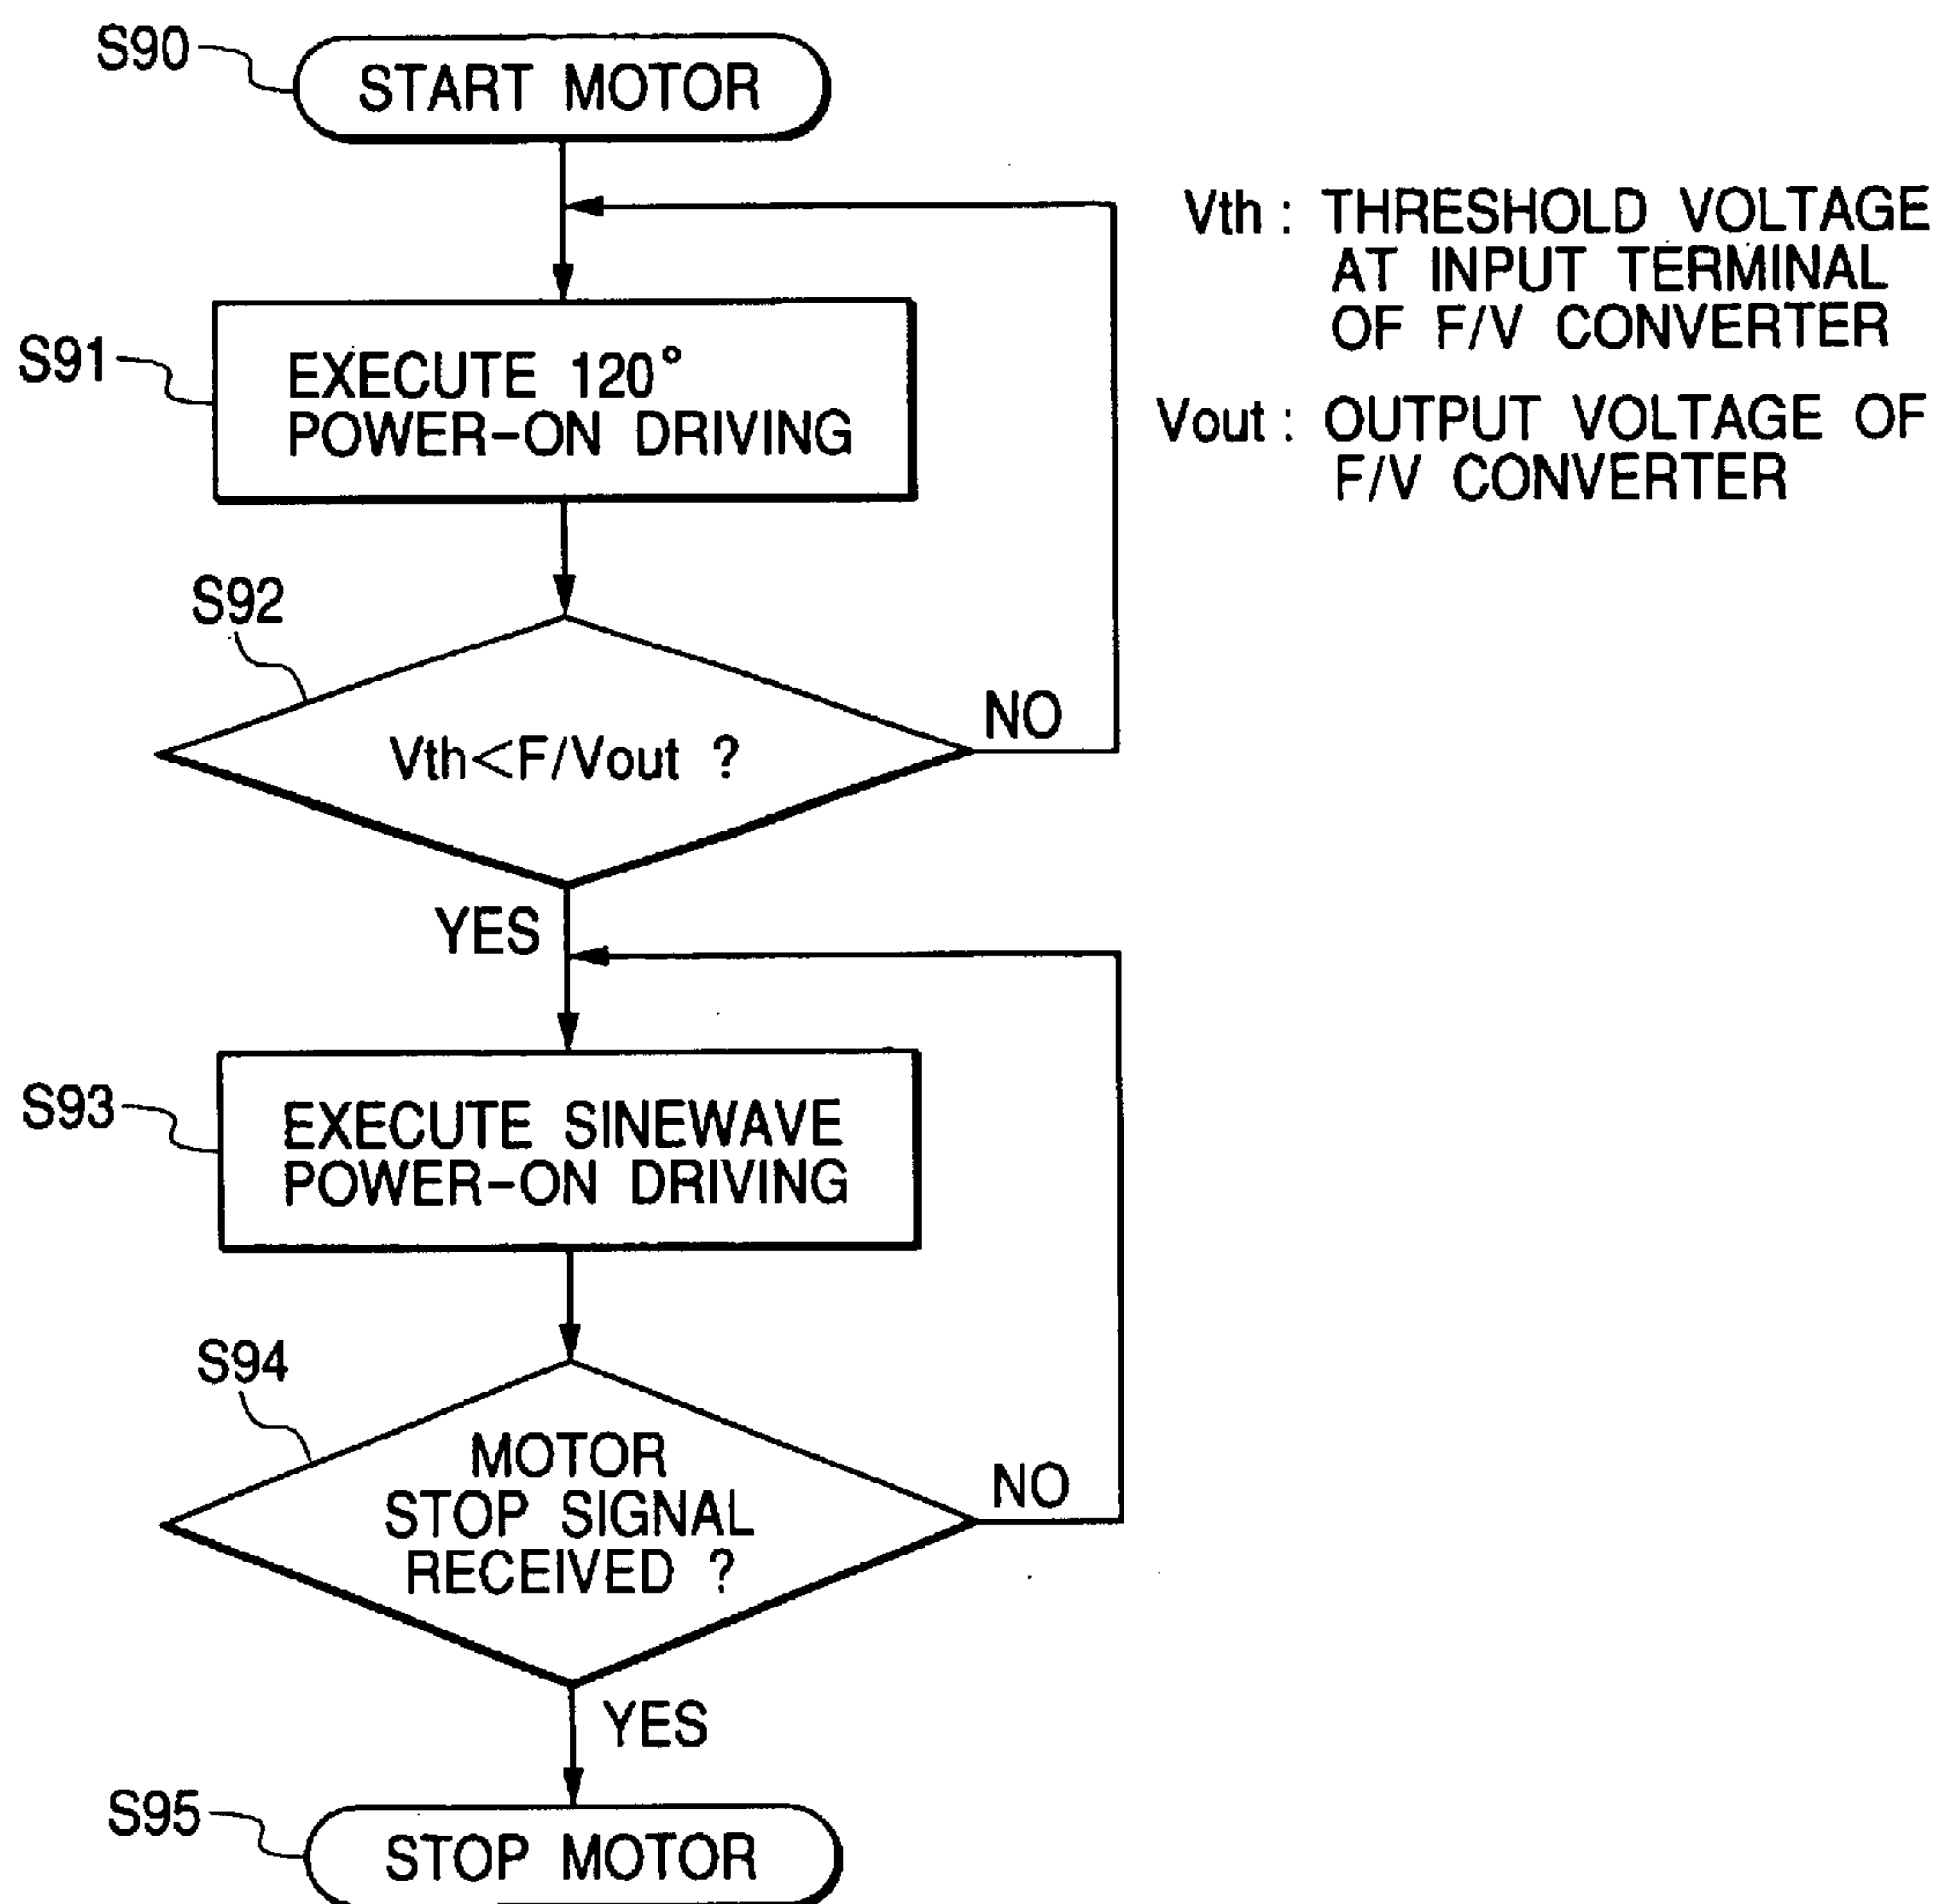 S90
START MOTOR
Vth : THRESHOLD VOLTAGE
AT INPUT TERMINAL
OF F/V CONVERTER
Vout : OUTPUT VOLTAGE OF
F/V CONVERTER
S91
EXECUTE 120°
POWER-ON DRIVING
S92
Vth<F/Vout ?
NO
YES
S93
EXECUTE SINEWAVE
POWER-ON DRIVING
S94
MOTOR
STOP SIGNAL
RECEIVED ?
NO
YES
S95
STOP MOTOR